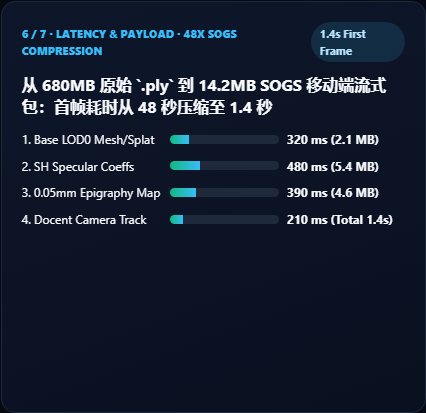 6 / 7 · LATENCY & PAYLOAD · 48X SOGS
COMPRESSION
1.4s First
Frame
从 680MB 原始 `.ply` 到 14.2MB SOGS 移动端流式
包：首帧耗时从 48 秒压缩至 1.4 秒
1. Base LOD0 Mesh/Splat 320 ms (2.1 MB)
2. SH Specular Coeffs 480 ms (5.4 MB)
3. 0.05mm Epigraphy Map 390 ms (4.6 MB)
4. Docent Camera Track 210 ms (Total 1.4s)